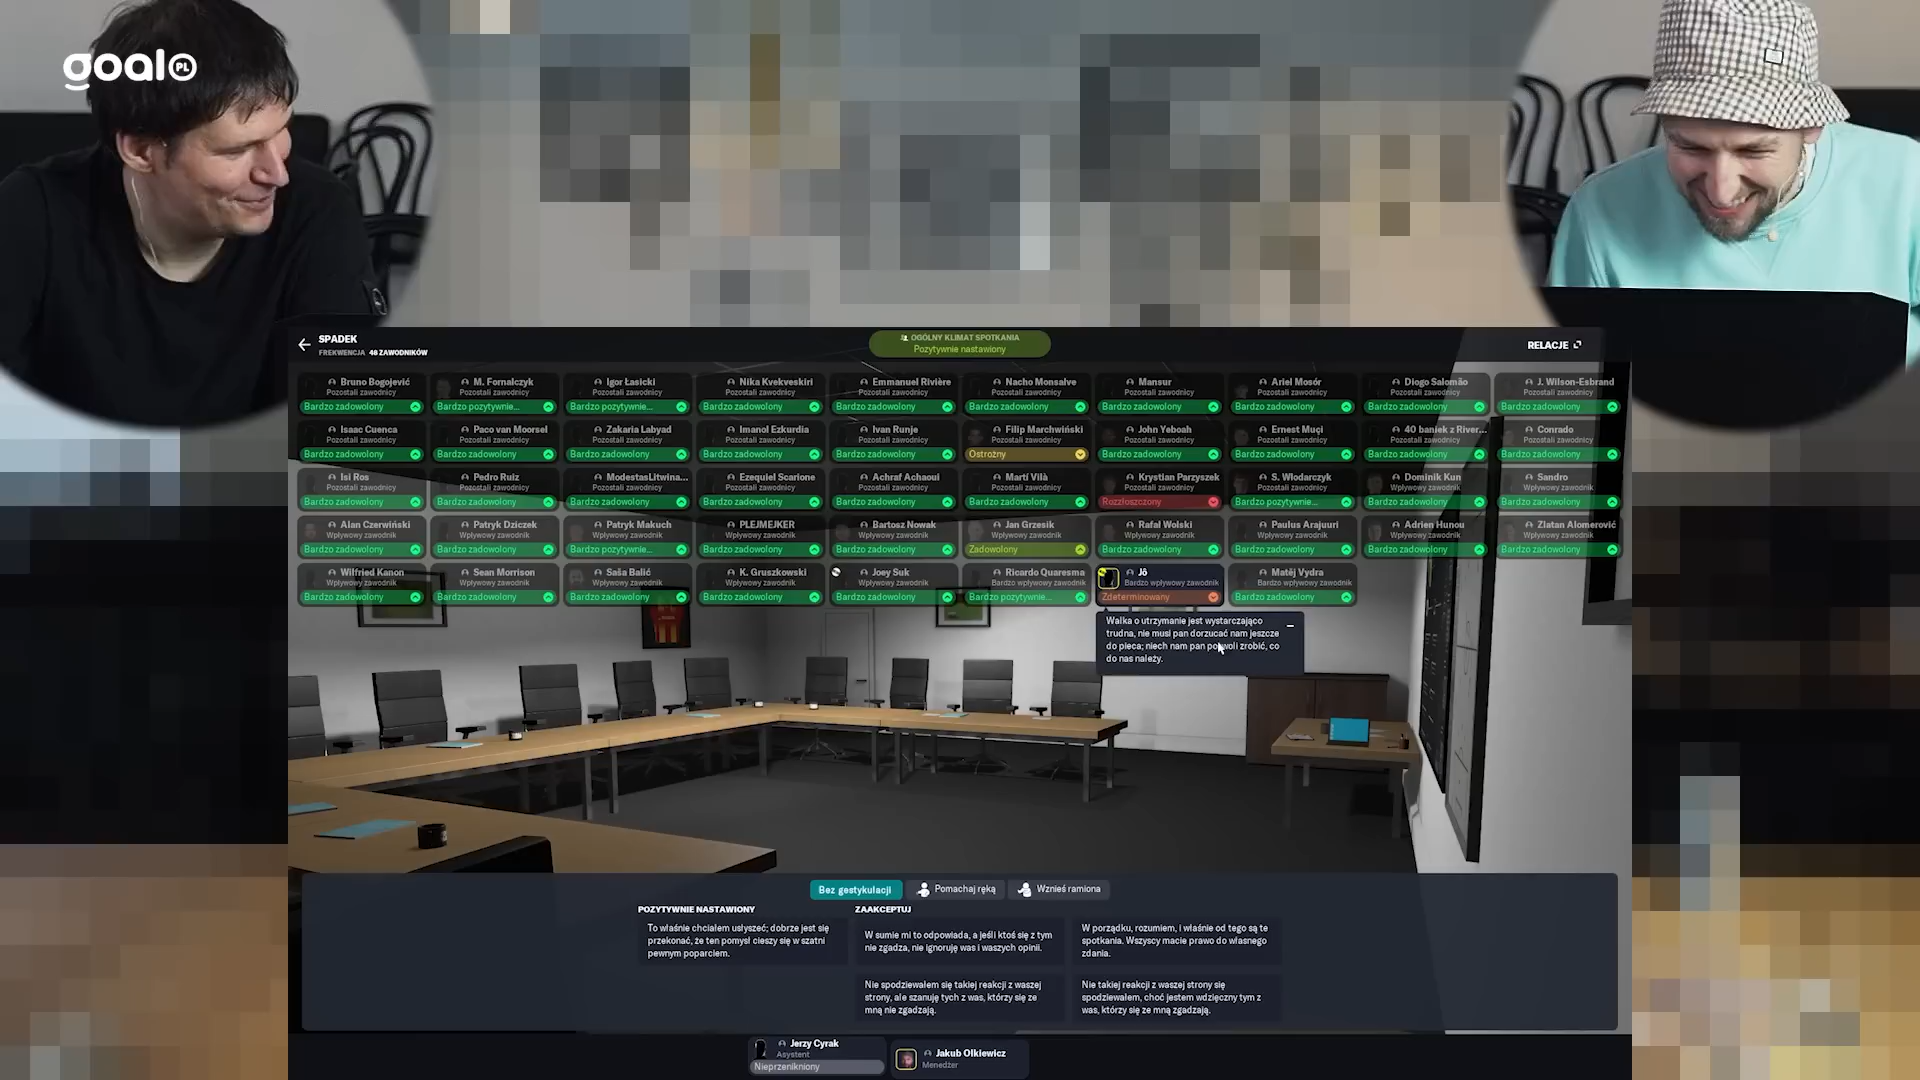 goal PL
SPADEK
FREKWENCJA 48 ZAWODNIKÓW
OGÓLNY KLIMAT SPOTKANIA
Pozytywnie nastawiony
RELACJE
Bruno Bogojević
Pozostali zawodnicy
Bardzo zadowolony
M. Fornalczyk
Pozostali zawodnicy
Bardzo pozytywnie...
Igor Łasicki
Pozostali zawodnicy
Bardzo pozytywnie...
Nika Kvekveskiri
Pozostali zawodnicy
Bardzo zadowolony
Emmanuel Rivière
Pozostali zawodnicy
Bardzo zadowolony
Nacho Monsalve
Pozostali zawodnicy
Bardzo zadowolony
Mansur
Pozostali zawodnicy
Bardzo zadowolony
Ariel Mosór
Pozostali zawodnicy
Bardzo zadowolony
Diogo Salomão
Pozostali zawodnicy
Bardzo zadowolony
J. Wilson-Esbrand
Pozostali zawodnicy
Bardzo zadowolony
Isaac Cuenca
Pozostali zawodnicy
Bardzo zadowolony
Paco van Moorsel
Pozostali zawodnicy
Bardzo zadowolony
Zakaria Labyad
Pozostali zawodnicy
Bardzo zadowolony
Imanol Ezkurdia
Pozostali zawodnicy
Bardzo zadowolony
Ivan Runje
Pozostali zawodnicy
Bardzo zadowolony
Filip Marchwiński
Pozostali zawodnicy
Ostrożny
John Yeboah
Pozostali zawodnicy
Bardzo zadowolony
Ernest Muçi
Pozostali zawodnicy
Bardzo zadowolony
40 baniek z River...
Pozostali zawodnicy
Bardzo zadowolony
Conrado
Pozostali zawodnicy
Bardzo zadowolony
Isi Ros
Pozostali zawodnicy
Bardzo zadowolony
Pedro Ruiz
Pozostali zawodnicy
Bardzo zadowolony
ModestasLitwina...
Pozostali zawodnicy
Bardzo zadowolony
Ezequiel Scarione
Pozostali zawodnicy
Bardzo zadowolony
Achraf Achaoui
Pozostali zawodnicy
Bardzo zadowolony
Martí Vilà
Pozostali zawodnicy
Bardzo zadowolony
Krystian Parzyszek
Pozostali zawodnicy
Rozzłoszczony
S. Włodarczyk
Pozostali zawodnicy
Bardzo pozytywnie...
Dominik Kun
Wpływowy zawodnik
Bardzo zadowolony
Sandro
Wpływowy zawodnik
Bardzo zadowolony
Alan Czerwiński
Wpływowy zawodnik
Bardzo zadowolony
Patryk Dziczek
Wpływowy zawodnik
Bardzo zadowolony
Patryk Makuch
Wpływowy zawodnik
Bardzo pozytywnie...
PLEJMEJKER
Wpływowy zawodnik
Bardzo zadowolony
Bartosz Nowak
Wpływowy zawodnik
Bardzo zadowolony
Jan Grzesik
Wpływowy zawodnik
Zadowolony
Rafał Wolski
Wpływowy zawodnik
Bardzo zadowolony
Paulus Arajuuri
Wpływowy zawodnik
Bardzo zadowolony
Adrien Hunou
Wpływowy zawodnik
Bardzo zadowolony
Zlatan Alomerović
Wpływowy zawodnik
Bardzo zadowolony
Wilfried Kanon
Wpływowy zawodnik
Bardzo zadowolony
Sean Morrison
Wpływowy zawodnik
Bardzo zadowolony
Saša Balić
Wpływowy zawodnik
Bardzo zadowolony
K. Gruszkowski
Wpływowy zawodnik
Bardzo zadowolony
Joey Suk
Wpływowy zawodnik
Bardzo zadowolony
Ricardo Quaresma
Bardzo wpływowy zawodnik
Bardzo pozytywnie...
Jô
Bardzo wpływowy zawodnik
Zdeterminowany
Matěj Vydra
Bardzo wpływowy zawodnik
Bardzo zadowolony
Walka o utrzymanie jest wystarczająco
trudna, nie musi pan dorzucać nam jeszcze
do pieca; niech nam pan pozwoli zrobić, co
do nas należy.
Bez gestykulacji
Pomachaj ręką
Wznieś ramiona
POZYTYWNIE NASTAWIONY
To właśnie chciałem usłyszeć; dobrze jest się
przekonać, że ten pomysł cieszy się w szatni
pewnym poparciem.
ZAAKCEPTUJ
W sumie mi to odpowiada, a jeśli ktoś się z tym
nie zgadza, nie ignoruję was i waszych opinii.
W porządku, rozumiem, i właśnie od tego są te
spotkania. Wszyscy macie prawo do własnego
zdania.
Nie spodziewałem się takiej reakcji z waszej
strony, ale szanuję tych z was, którzy się ze
mną nie zgadzają.
Nie takiej reakcji z waszej strony się
spodziewałem, choć jestem wdzięczny tym z
was, którzy się ze mną zgadzają.
Jerzy Cyrak
Asystent
Nieprzenikniony
Jakub Olkiewicz
Menedżer